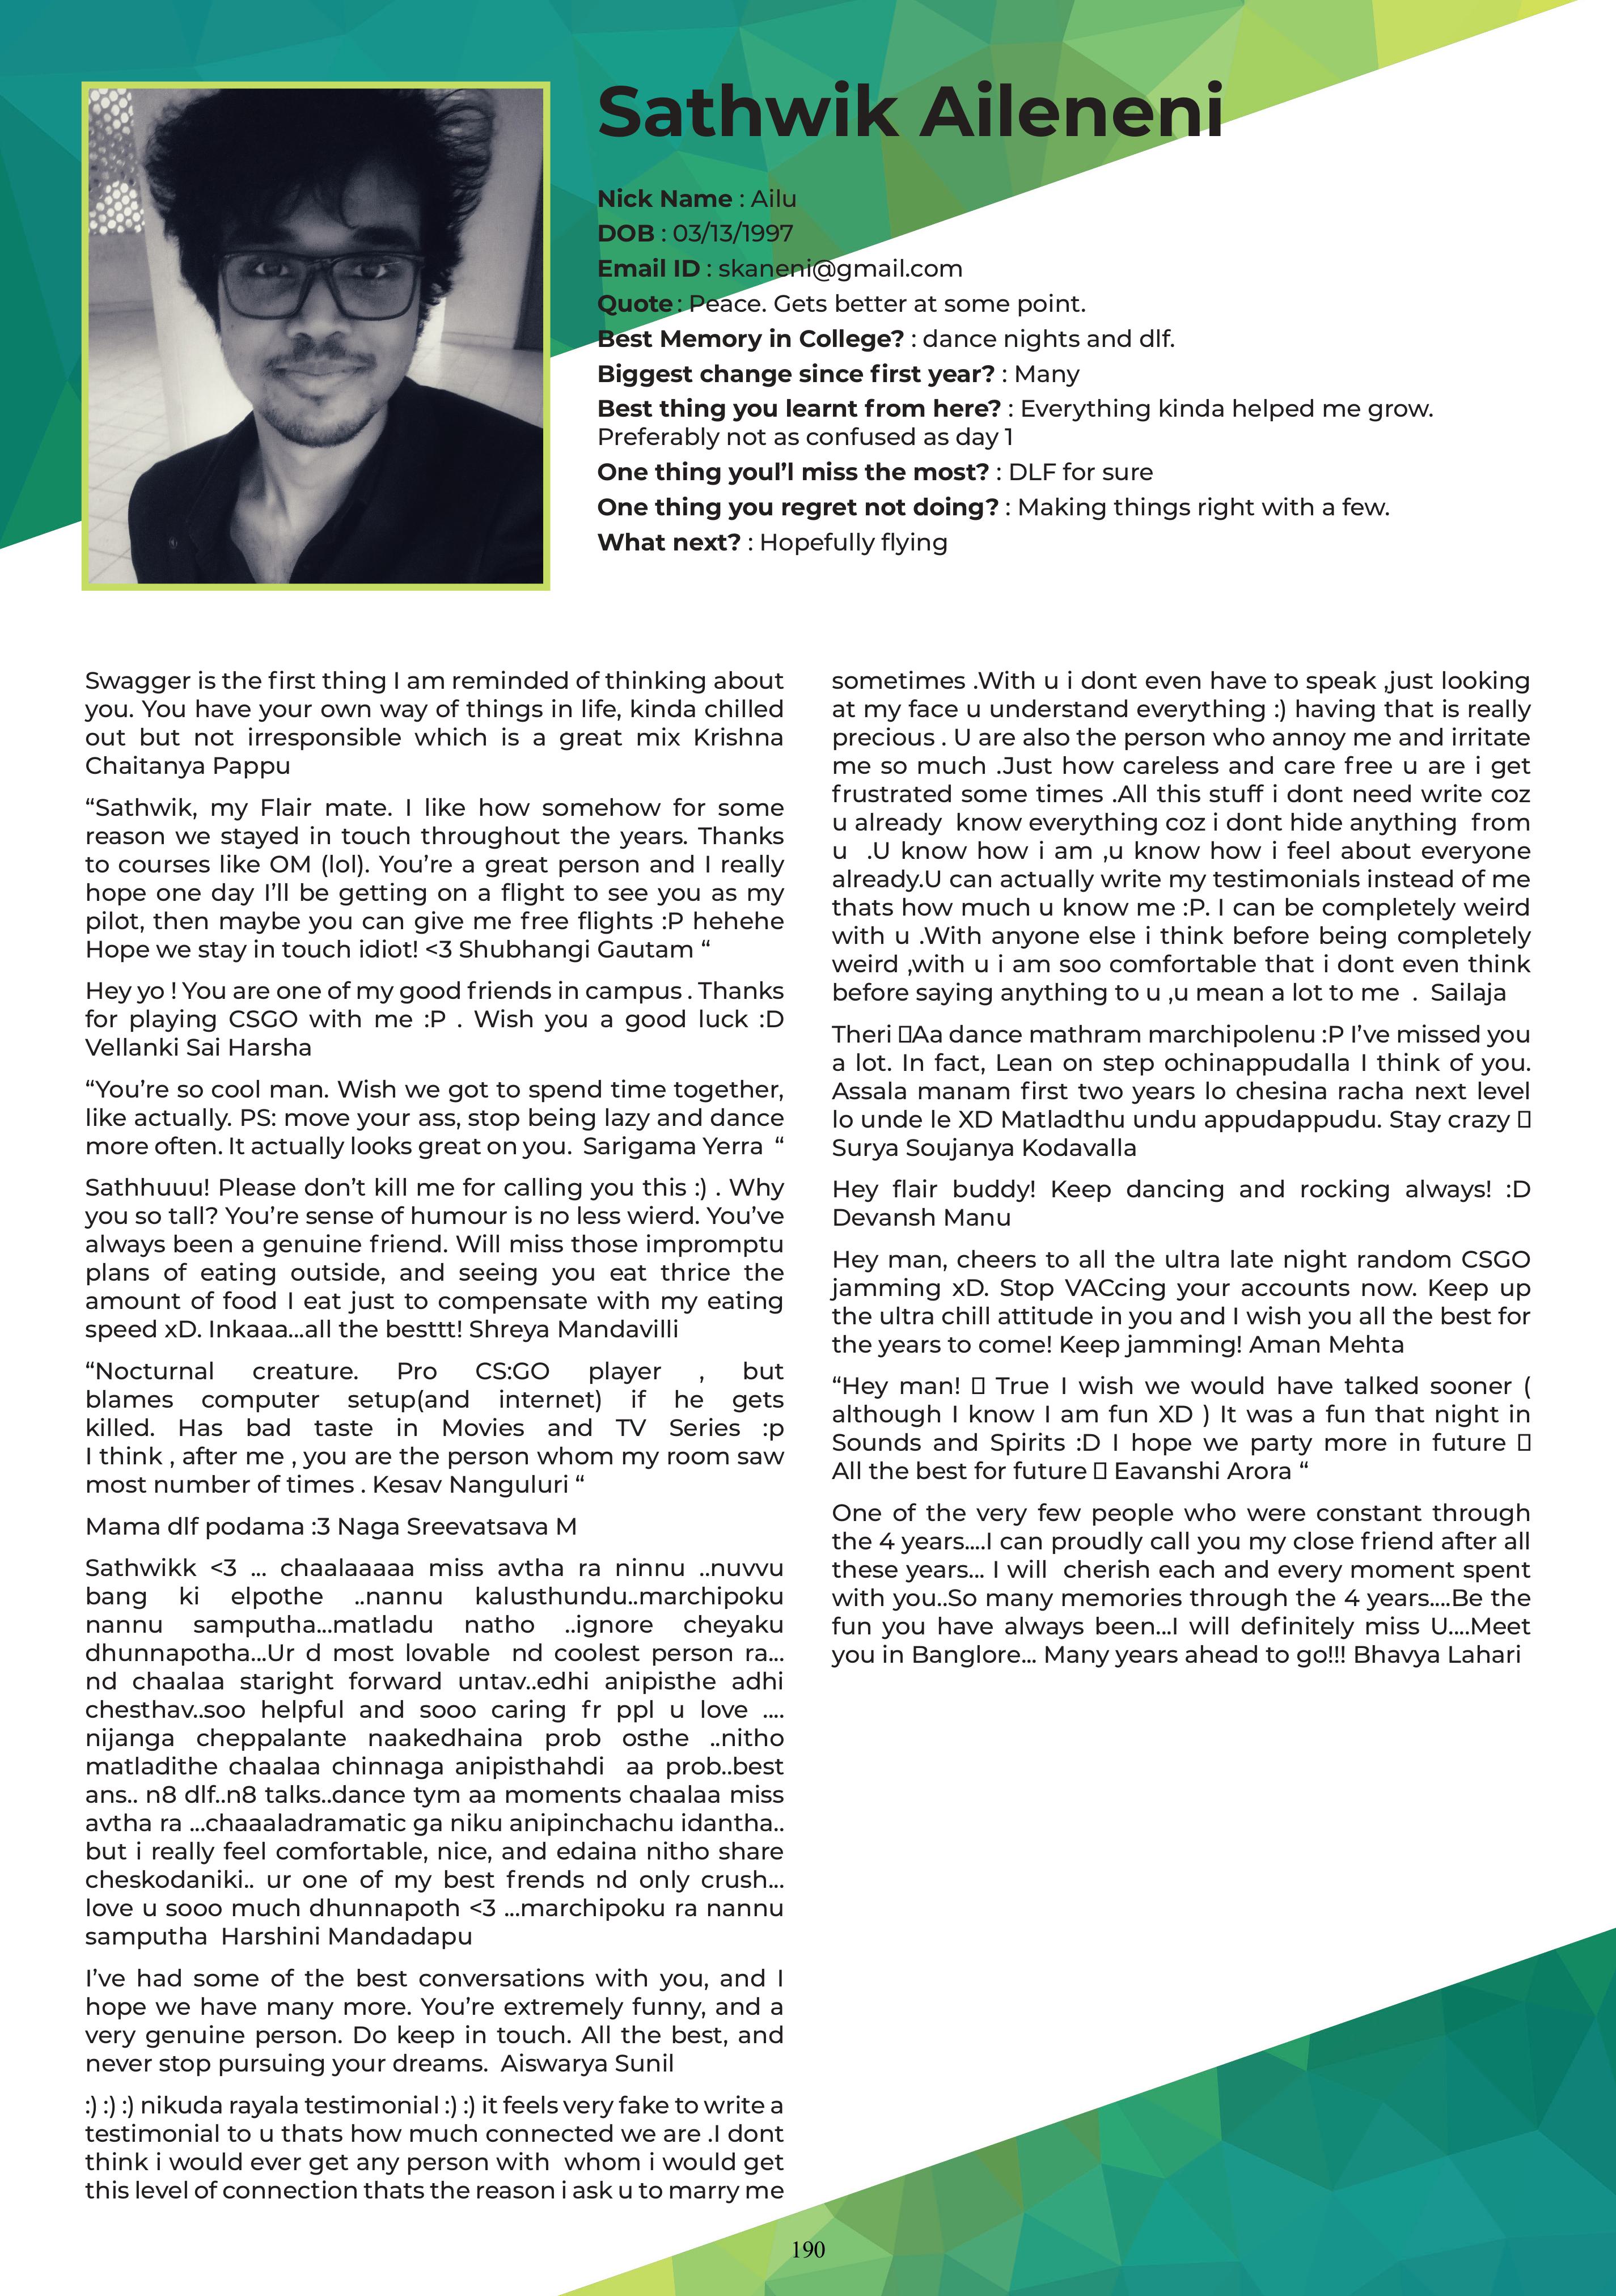 Sathwik Aileneni
Nick Name : Ailu
DOB : 03/13/1997
Email ID : skaneni@gmail.com
Quote : Peace. Gets better at some point.
Best Memory in College? : dance nights and dlf.
Biggest change since first year? : Many
Best thing you learnt from here? : Everything kinda helped me grow.
Preferably not as confused as day 1
One thing youl’l miss the most? : DLF for sure
One thing you regret not doing? : Making things right with a few.
What next? : Hopefully flying
Swagger is the first thing I am reminded of thinking about
you. You have your own way of things in life, kinda chilled
out but not irresponsible which is a great mix Krishna
Chaitanya Pappu
“Sathwik, my Flair mate. I like how somehow for some
reason we stayed in touch throughout the years. Thanks
to courses like OM (lol). You’re a great person and I really
hope one day I’ll be getting on a flight to see you as my
pilot, then maybe you can give me free flights :P hehehe
Hope we stay in touch idiot! <3 Shubhangi Gautam “
Hey yo ! You are one of my good friends in campus . Thanks
for playing CSGO with me :P . Wish you a good luck :D
Vellanki Sai Harsha
“You’re so cool man. Wish we got to spend time together,
like actually. PS: move your ass, stop being lazy and dance
more often. It actually looks great on you. Sarigama Yerra “
Sathhuuu! Please don’t kill me for calling you this :) . Why
you so tall? You’re sense of humour is no less wierd. You’ve
always been a genuine friend. Will miss those impromptu
plans of eating outside, and seeing you eat thrice the
amount of food I eat just to compensate with my eating
speed xD. Inkaaa...all the besttt! Shreya Mandavilli
“Nocturnal creature. Pro CS:GO player , but
blames computer setup(and internet) if he gets
killed. Has bad taste in Movies and TV Series :p
I think , after me , you are the person whom my room saw
most number of times . Kesav Nanguluri “
Mama dlf podama :3 Naga Sreevatsava M
Sathwikk <3 ... chaalaaaaa miss avtha ra ninnu ..nuvvu
bang ki elpothe ..nannu kalusthundu..marchipoku
nannu samputha...matladu natho ..ignore cheyaku
dhunnapotha...Ur d most lovable nd coolest person ra...
nd chaalaa staright forward untav..edhi anipisthe adhi
chesthav..soo helpful and sooo caring fr ppl u love ....
nijanga cheppalante naakedhaina prob osthe ..nitho
matladithe chaalaa chinnaga anipisthahdi aa prob..best
ans.. n8 dlf..n8 talks..dance tym aa moments chaalaa miss
avtha ra ...chaaaladramatic ga niku anipinchachu idantha..
but i really feel comfortable, nice, and edaina nitho share
cheskodaniki.. ur one of my best frends nd only crush...
love u sooo much dhunnapoth <3 ...marchipoku ra nannu
samputha Harshini Mandadapu
I’ve had some of the best conversations with you, and I
hope we have many more. You’re extremely funny, and a
very genuine person. Do keep in touch. All the best, and
never stop pursuing your dreams. Aiswarya Sunil
:) :) :) nikuda rayala testimonial :) :) it feels very fake to write a
testimonial to u thats how much connected we are .I dont
think i would ever get any person with whom i would get
this level of connection thats the reason i ask u to marry me
sometimes .With u i dont even have to speak ,just looking
at my face u understand everything :) having that is really
precious . U are also the person who annoy me and irritate
me so much .Just how careless and care free u are i get
frustrated some times .All this stuff i dont need write coz
u already know everything coz i dont hide anything from
u .U know how i am ,u know how i feel about everyone
already.U can actually write my testimonials instead of me
thats how much u know me :P. I can be completely weird
with u .With anyone else i think before being completely
weird ,with u i am soo comfortable that i dont even think
before saying anything to u ,u mean a lot to me . Sailaja
Theri Aa dance mathram marchipolenu :P I’ve missed you
a lot. In fact, Lean on step ochinappudalla I think of you.
Assala manam first two years lo chesina racha next level
lo unde le XD Matladthu undu appudappudu. Stay crazy
Surya Soujanya Kodavalla
Hey flair buddy! Keep dancing and rocking always! :D
Devansh Manu
Hey man, cheers to all the ultra late night random CSGO
jamming xD. Stop VACcing your accounts now. Keep up
the ultra chill attitude in you and I wish you all the best for
the years to come! Keep jamming! Aman Mehta
“Hey man! True I wish we would have talked sooner (
although I know I am fun XD ) It was a fun that night in
Sounds and Spirits :D I hope we party more in future
All the best for future Eavanshi Arora “
One of the very few people who were constant through
the 4 years....I can proudly call you my close friend after all
these years... I will cherish each and every moment spent
with you..So many memories through the 4 years....Be the
fun you have always been...I will definitely miss U....Meet
you in Banglore... Many years ahead to go!!! Bhavya Lahari
190